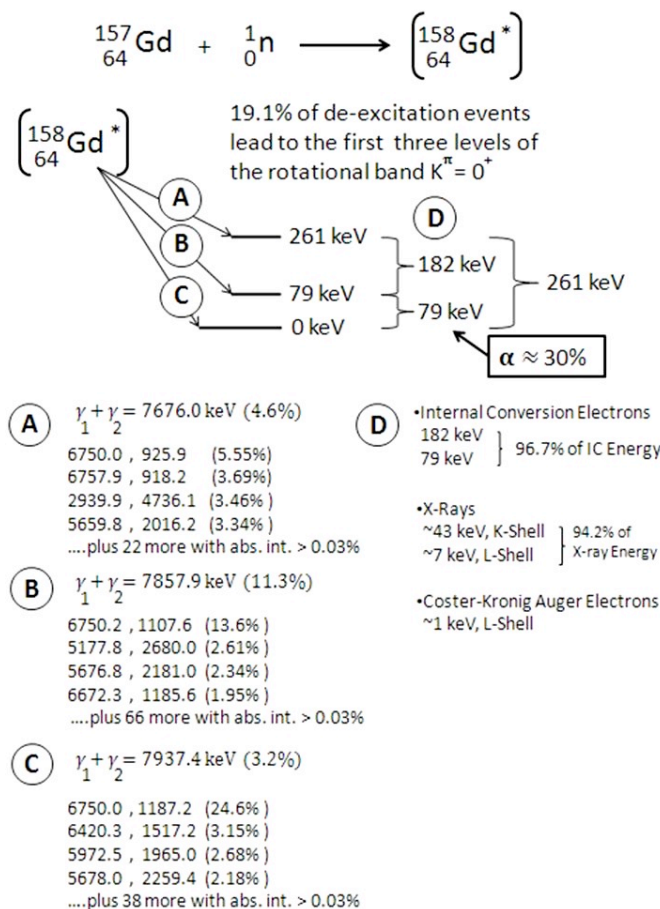 157 64 Gd + 1 0 n ( 158 64 Gd * )
19.1% of de-excitation events
lead to the first three levels of
the rotational band Kπ = 0+
( 158 64 Gd * )
A
B
C
D
261 keV
79 keV
0 keV
182 keV
79 keV
261 keV
α ≈ 30%
A
γ1 + γ2 = 7676.0 keV (4.6%)
6750.0 , 925.9 (5.55%)
6757.9 , 918.2 (3.69%)
2939.9 , 4736.1 (3.46%)
5659.8 , 2016.2 (3.34%)
....plus 22 more with abs. int. > 0.03%
B
γ1 + γ2 = 7857.9 keV (11.3%)
6750.2 , 1107.6 (13.6% )
5177.8 , 2680.0 (2.61% )
5676.8 , 2181.0 (2.34% )
6672.3 , 1185.6 (1.95% )
....plus 66 more with abs. int. > 0.03%
C
γ1 + γ2 = 7937.4 keV (3.2%)
6750.0 , 1187.2 (24.6% )
6420.3 , 1517.2 (3.15% )
5972.5 , 1965.0 (2.68% )
5678.0 , 2259.4 (2.18% )
....plus 38 more with abs. int. > 0.03%
D
•Internal Conversion Electrons
182 keV
79 keV
96.7% of IC Energy
•X-Rays
~43 keV, K-Shell
~7 keV, L-Shell
94.2% of
X-ray Energy
•Coster-Kronig Auger Electrons
~1 keV, L-Shell